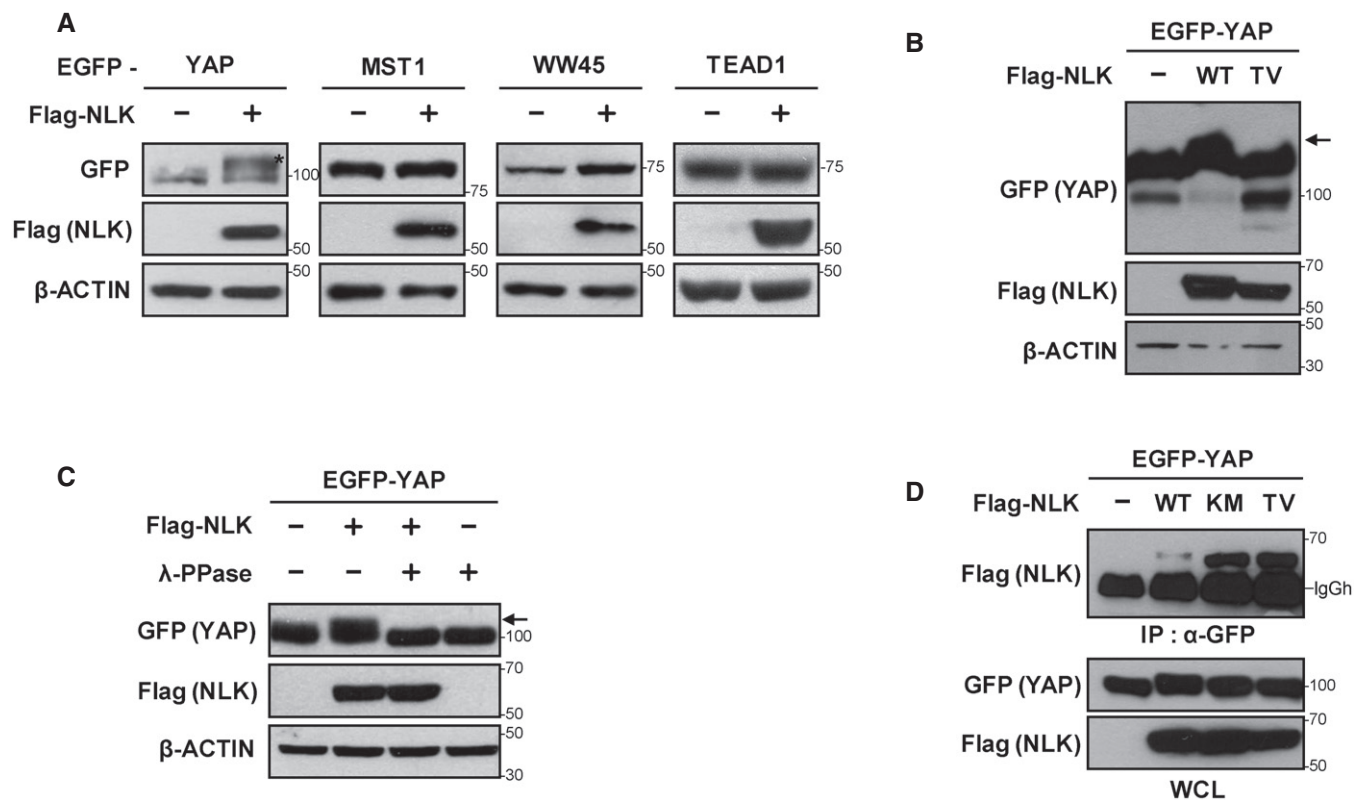 A
EGFP - YAP MST1 WW45 TEAD1
Flag-NLK − + − + − + − +
GFP * -100 -75 -75 -75
Flag (NLK) -50 -50 -50 -50
β-ACTIN -50 -50 -50 -50
B
EGFP-YAP
Flag-NLK − WT TV
GFP (YAP) -100
Flag (NLK) -70 -50
β-ACTIN -50 -30
C
EGFP-YAP
Flag-NLK − + + −
λ-PPase − − + +
GFP (YAP) -100
Flag (NLK) -70 -50
β-ACTIN -50 -30
D
EGFP-YAP
Flag-NLK − WT KM TV
Flag (NLK) -70 -IgGh
IP : α-GFP
GFP (YAP) -100
Flag (NLK) -70 -50
WCL